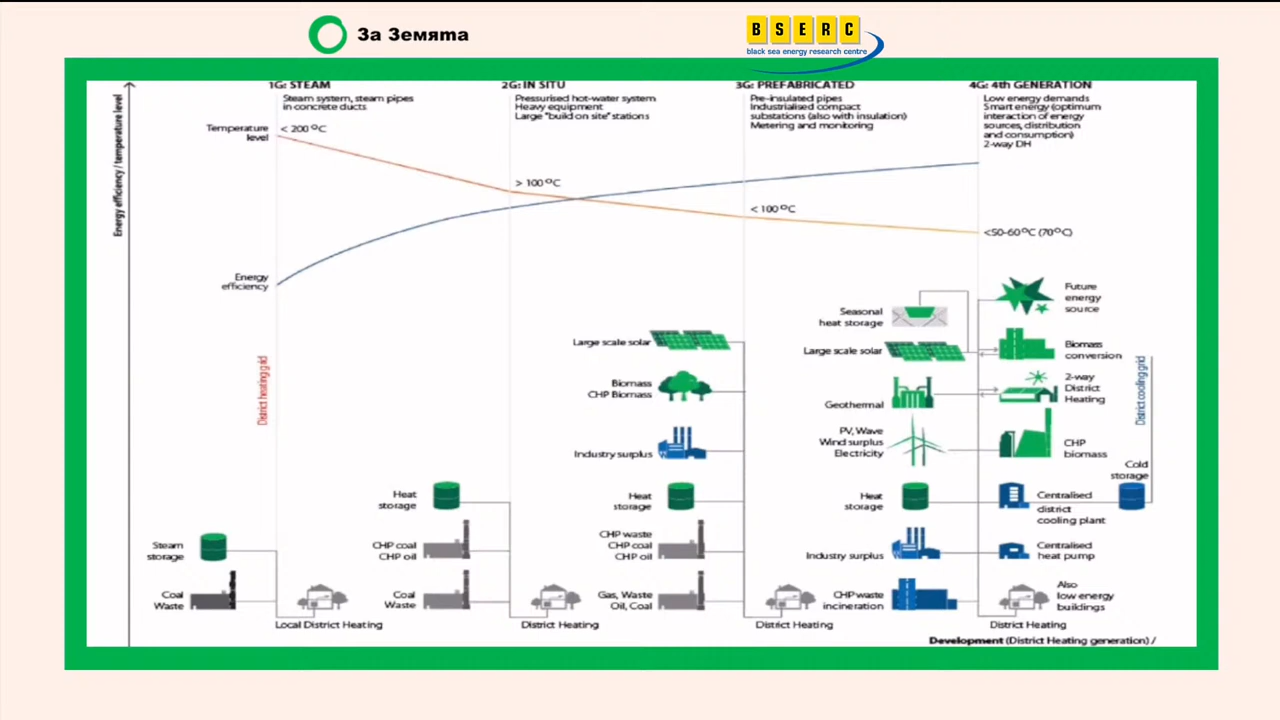 За Земята
BSERC
black sea energy research centre
1G: STEAM
Steam system, steam pipes
in concrete ducts
2G: IN SITU
Pressurised hot-water system
Heavy equipment
Large "build on site" stations
3G: PREFABRICATED
Pre-insulated pipes
Industrialised compact
substations (also with insulation)
Metering and monitoring
4G: 4th GENERATION
Low energy demands
Smart energy (optimum
interaction of energy
sources, distribution
and consumption)
2-way DH
Energy efficiency / temperature level
Temperature
level
< 200 °C
> 100 °C
< 100 °C
<50-60 °C (70°C)
Energy
efficiency
District heating grid
District cooling grid
Steam
storage
Coal
Waste
Local District Heating
Heat
storage
CHP coal
CHP oil
Coal
Waste
District Heating
Large scale solar
Biomass
CHP Biomass
Industry surplus
Heat
storage
CHP waste
CHP coal
CHP oil
Gas, Waste
Oil, Coal
District Heating
Seasonal
heat storage
Large scale solar
Geothermal
PV, Wave
Wind surplus
Electricity
Heat
storage
Industry surplus
CHP waste
incineration
Future
energy
source
Biomass
conversion
2-way
District
Heating
CHP
biomass
Cold
storage
Centralised
district
cooling plant
Centralised
heat pump
Also
low energy
buildings
District Heating
Development (District Heating generation) /